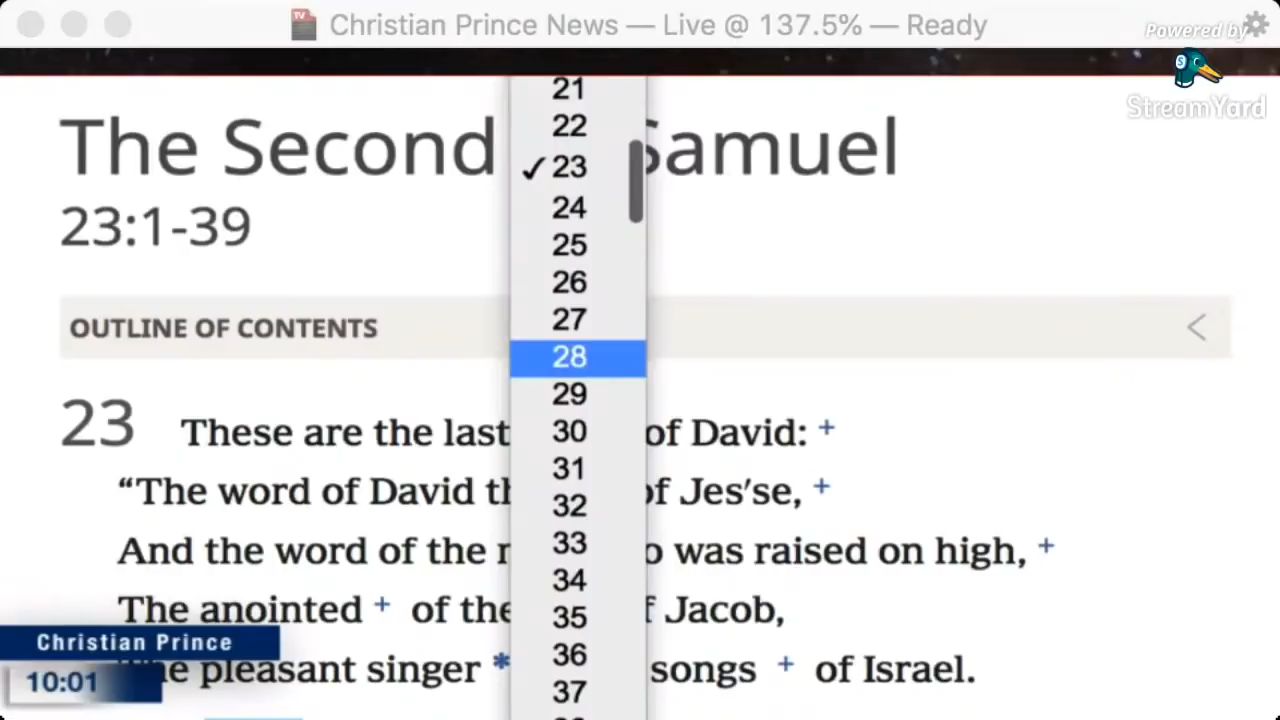 Christian Prince News — Live @ 137.5% — Ready
Powered by
StreamYard
The Second Samuel
23:1-39
OUTLINE OF CONTENTS
21
22
✓ 23
24
25
26
27
28
29
30
31
32
33
34
35
36
37
23 These are the last of David: +
“The word of David of Jes′se, +
And the word of the was raised on high, +
The anointed + of the Jacob,
pleasant singer * songs + of Israel.
Christian Prince
10:01